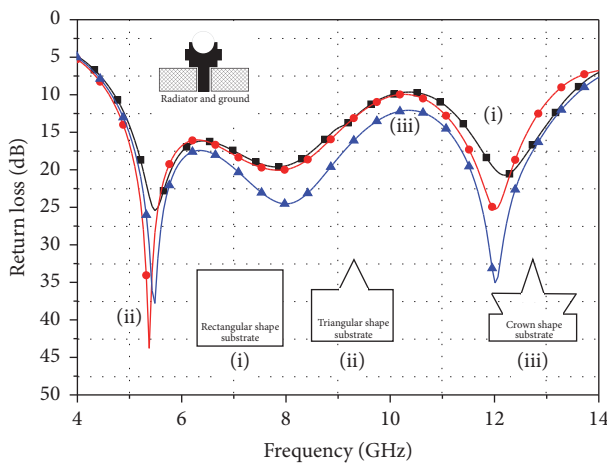 0
5
10
15
20
25
30
35
40
45
50
Return loss (dB)
Radiator and ground
(i)
(iii)
(ii)
Rectangular shape
substrate
(i)
Triangular shape
substrate
(ii)
Crown shape
substrate
(iii)
4
6
8
10
12
14
Frequency (GHz)